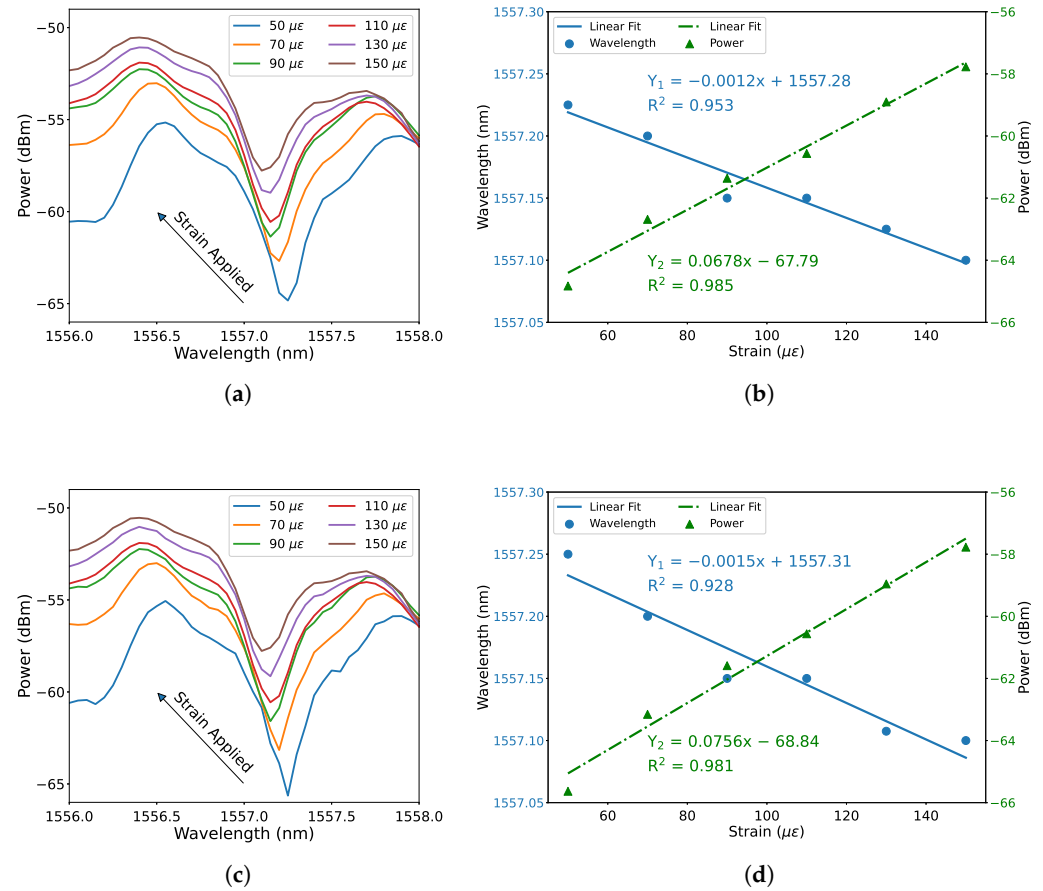 50 με
70 με
90 με
110 με
130 με
150 με
Strain Applied
Power (dBm)
−50
−55
−60
−65
1556.0 1556.5 1557.0 1557.5 1558.0
Wavelength (nm)
(a)
Linear Fit
Wavelength
Linear Fit
Power
Y₁ = −0.0012x + 1557.28
R² = 0.953
Y₂ = 0.0678x − 67.79
R² = 0.985
Wavelength (nm)
1557.30
1557.25
1557.20
1557.15
1557.10
1557.05
Power (dBm)
−56
−58
−60
−62
−64
−66
60 80 100 120 140
Strain (με)
(b)
50 με
70 με
90 με
110 με
130 με
150 με
Strain Applied
Power (dBm)
−50
−55
−60
−65
1556.0 1556.5 1557.0 1557.5 1558.0
Wavelength (nm)
(c)
Linear Fit
Wavelength
Linear Fit
Power
Y₁ = −0.0015x + 1557.31
R² = 0.928
Y₂ = 0.0756x − 68.84
R² = 0.981
Wavelength (nm)
1557.30
1557.25
1557.20
1557.15
1557.10
1557.05
Power (dBm)
−56
−58
−60
−62
−64
−66
60 80 100 120 140
Strain (με)
(d)